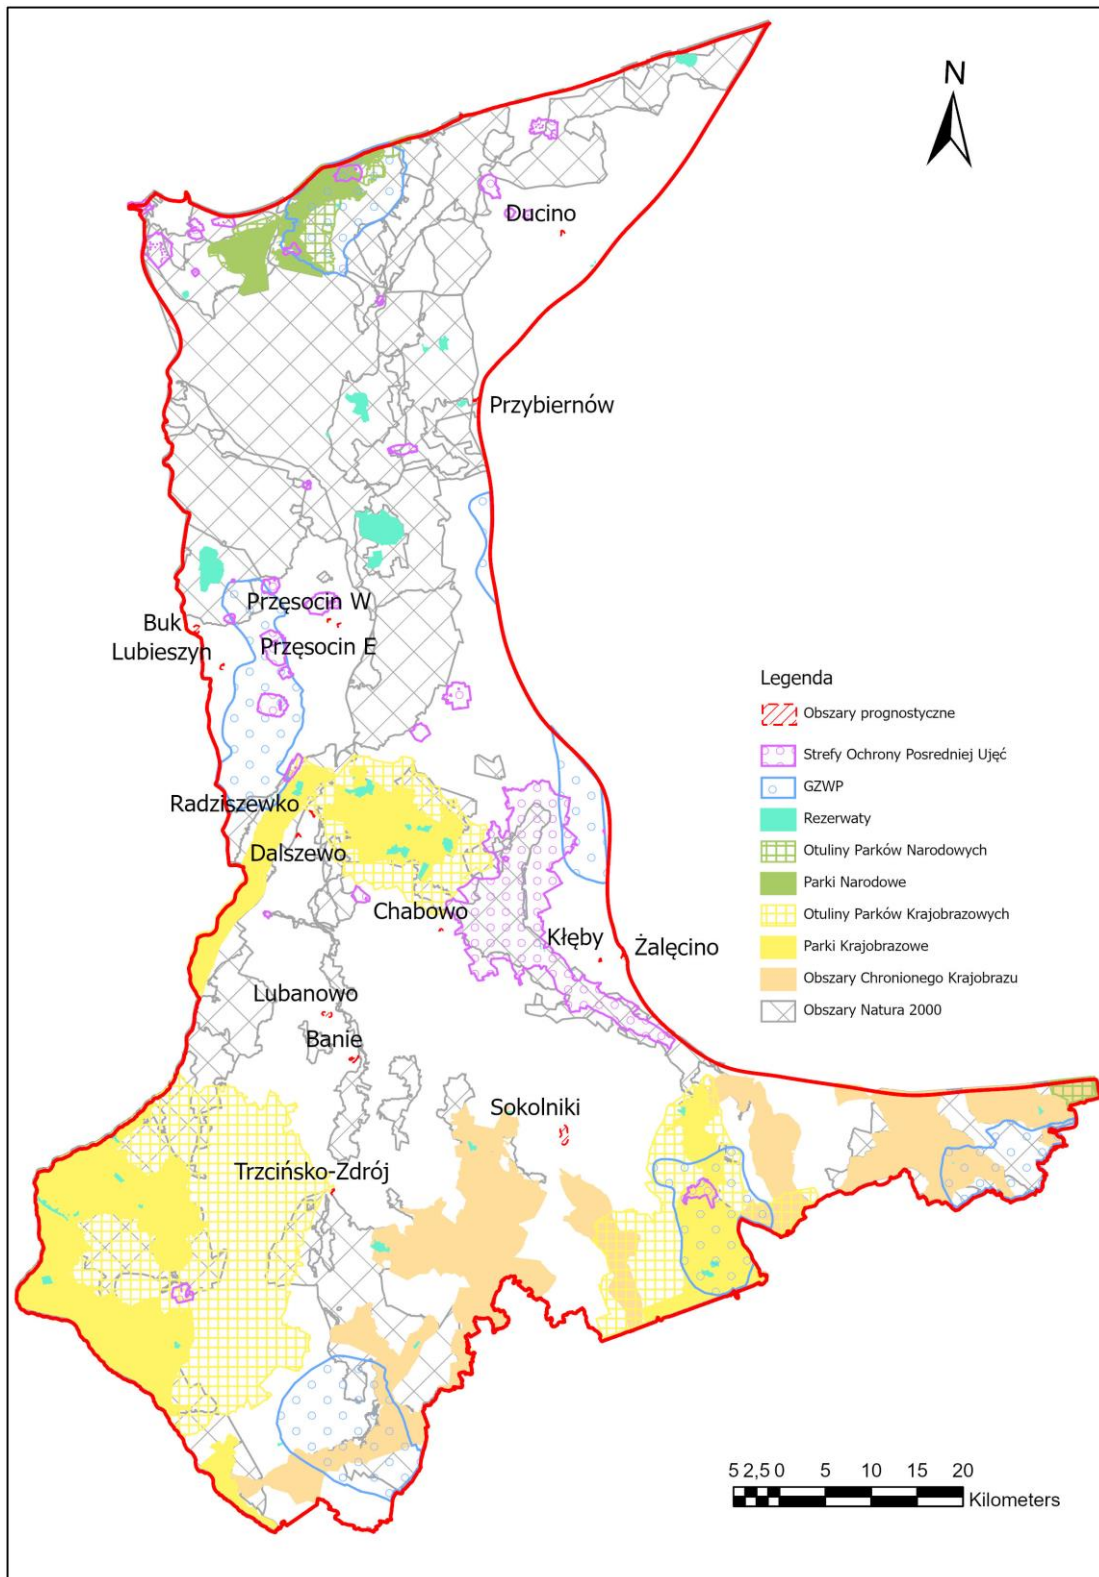 N
Ducino
Przybiernów
Przęsocin W
Buk
Lubieszyn
Przęsocin E
Legenda
Obszary prognostyczne
Strefy Ochrony Posredniej Ujęć
GZWP
Rezerwaty
Otuliny Parków Narodowych
Parki Narodowe
Otuliny Parków Krajobrazowych
Parki Krajobrazowe
Obszary Chronionego Krajobrazu
Obszary Natura 2000
Radziszewko
Dalszewo
Chabowo
Kłęby
Żalęcino
Lubanowo
Banie
Sokolniki
Trzcińsko-Zdrój
5 2,5 0 5 10 15 20
Kilometers